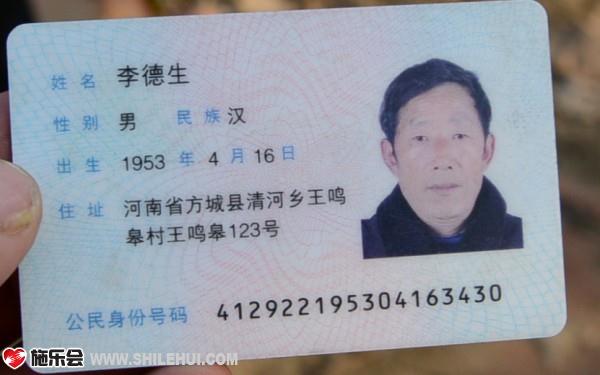 姓名 李德生
性别 男 民族 汉
出生 1953 年 4 月 16 日
住址 河南省方城县清河乡王鸣
皋村王鸣皋123号
公民身份号码 412922195304163430
施乐会 WWW.SHILEHUI.COM